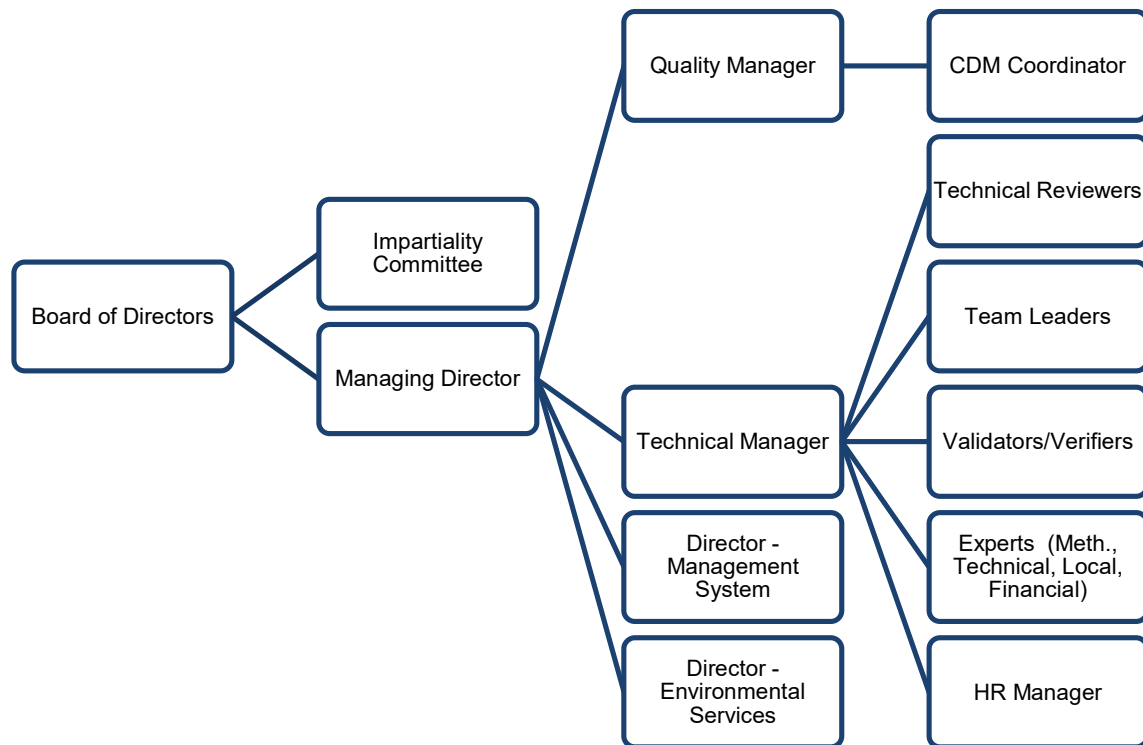 Board of Directors
Impartiality
Committee
Managing Director
Quality Manager
Technical Manager
Director -
Management
System
Director -
Environmental
Services
CDM Coordinator
Technical Reviewers
Team Leaders
Validators/Verifiers
Experts (Meth.,
Technical, Local,
Financial)
HR Manager